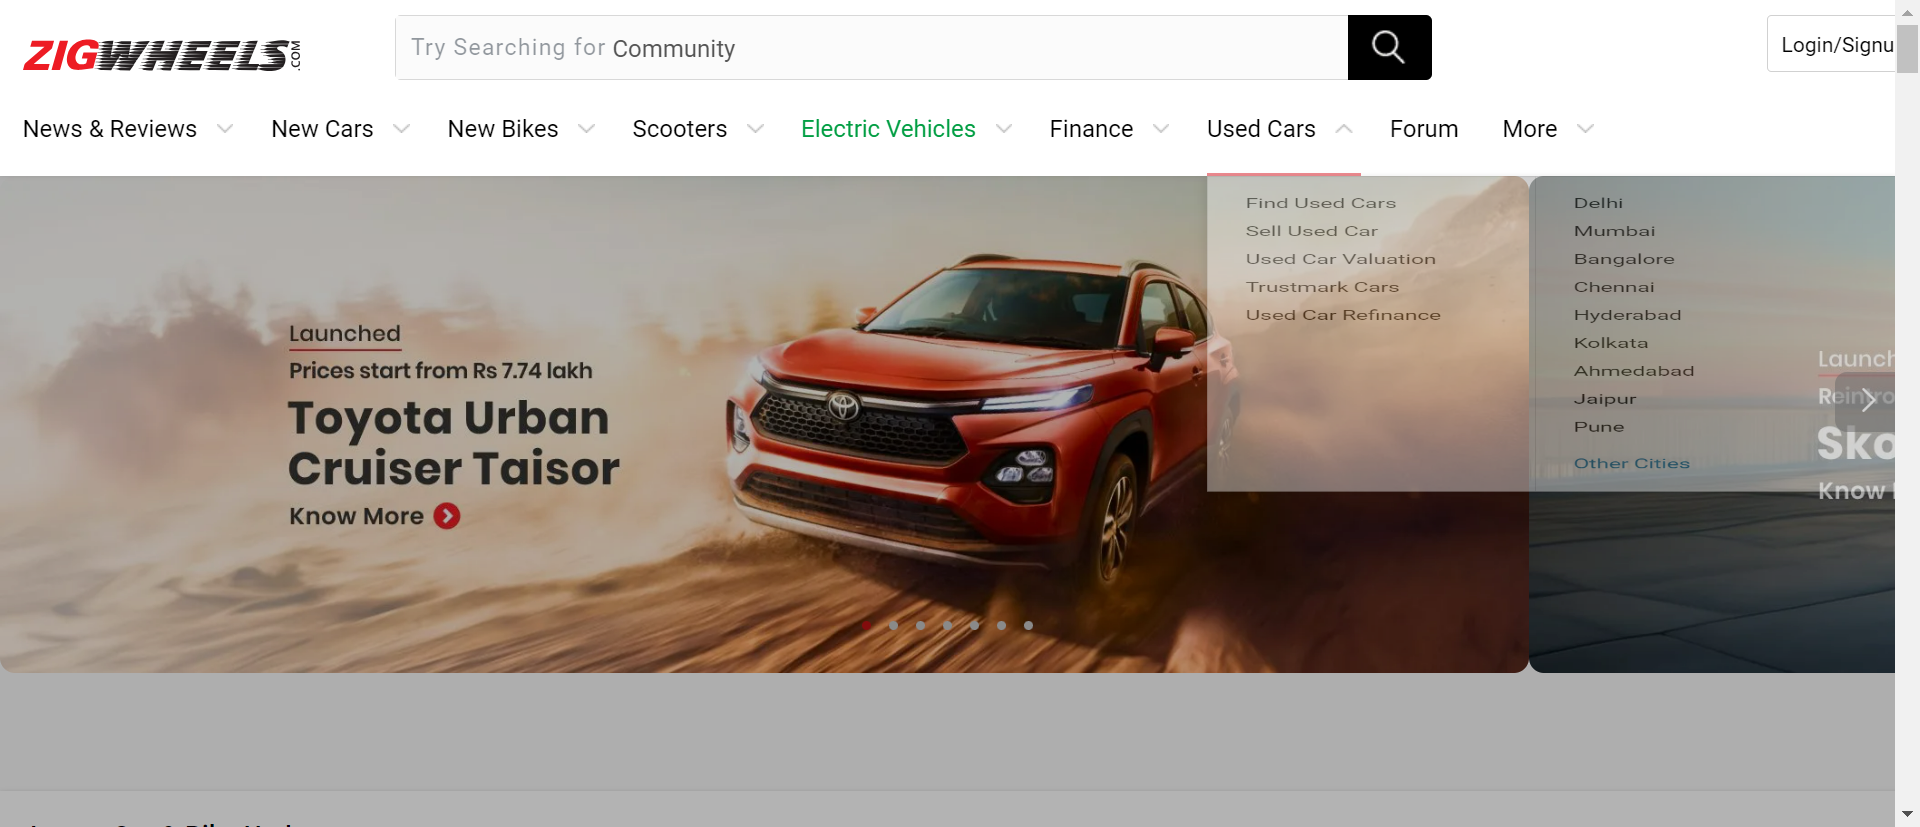 ZIGWHEELS.COM
Try Searching for Community
Login/Signu
News & Reviews
New Cars
New Bikes
Scooters
Electric Vehicles
Finance
Used Cars
Forum
More
Find Used Cars
Sell Used Car
Used Car Valuation
Trustmark Cars
Used Car Refinance
Delhi
Mumbai
Bangalore
Chennai
Hyderabad
Kolkata
Ahmedabad
Jaipur
Pune
Other Cities
Launched
Prices start from Rs 7.74 lakh
Toyota Urban
Cruiser Taisor
Know More
Launch
Reintro
Sko
Know